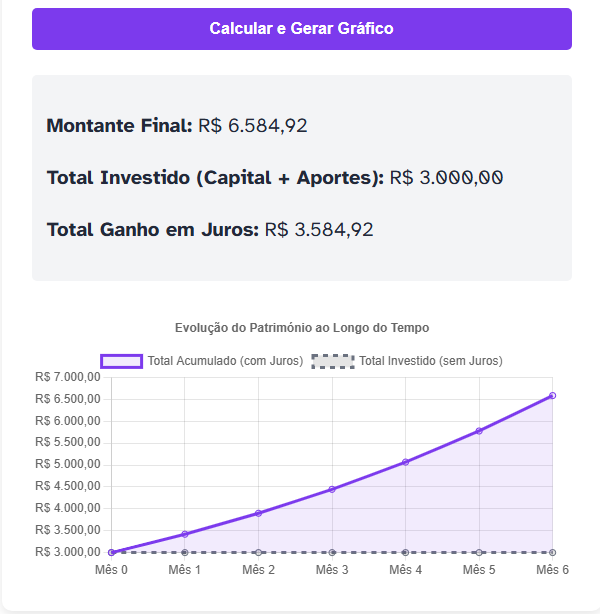 Calcular e Gerar Gráfico
Montante Final: R$ 6.584,92
Total Investido (Capital + Aportes): R$ 3.000,00
Total Ganho em Juros: R$ 3.584,92
Evolução do Patrimônio ao Longo do Tempo
Total Acumulado (com Juros) Total Investido (sem Juros)
R$ 7.000,00
R$ 6.500,00
R$ 6.000,00
R$ 5.500,00
R$ 5.000,00
R$ 4.500,00
R$ 4.000,00
R$ 3.500,00
R$ 3.000,00
Mês 0 Mês 1 Mês 2 Mês 3 Mês 4 Mês 5 Mês 6